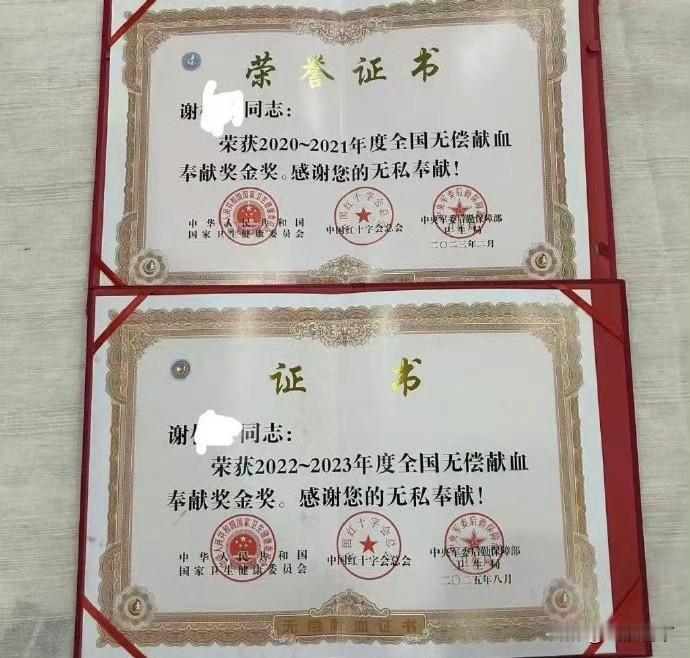 荣誉证书
谢 同志:
荣获2020~2021年度全国无偿献血
奉献奖金奖。感谢您的无私奉献!
中华人民共和国
国家卫生健康委员会
中国红十字会总会
中央军委后勤保障部
卫生局
二〇二三年二月
证书
谢 同志:
荣获2022~2023年度全国无偿献血
奉献奖金奖。感谢您的无私奉献!
中华人民共和国
国家卫生健康委员会
中国红十字会总会
中央军委后勤保障部
卫生局
二〇二五年八月
无偿献血证书